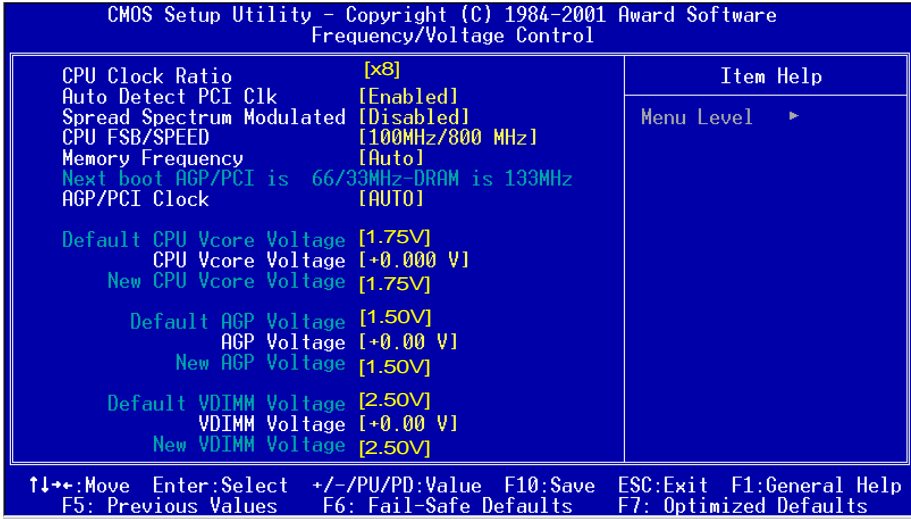 CMOS Setup Utility – Copyright (C) 1984–2001 Award Software
Frequency/Voltage Control
CPU Clock Ratio [x8]
Auto Detect PCI Clk [Enabled]
Spread Spectrum Modulated [Disabled]
CPU FSB/SPEED [100MHz/800 MHz]
Memory Frequency [Auto]
Next boot AGP/PCI is 66/33MHz-DRAM is 133MHz
AGP/PCI Clock [AUTO]
Default CPU Vcore Voltage [1.75V]
CPU Vcore Voltage [+0.000 V]
New CPU Vcore Voltage [1.75V]
Default AGP Voltage [1.50V]
AGP Voltage [+0.00 V]
New AGP Voltage [1.50V]
Default VDIMM Voltage [2.50V]
VDIMM Voltage [+0.00 V]
New VDIMM Voltage [2.50V]
Item Help
Menu Level ►
↑↓→←:Move Enter:Select +/-/PU/PD:Value F10:Save ESC:Exit F1:General Help
F5: Previous Values F6: Fail-Safe Defaults F7: Optimized Defaults